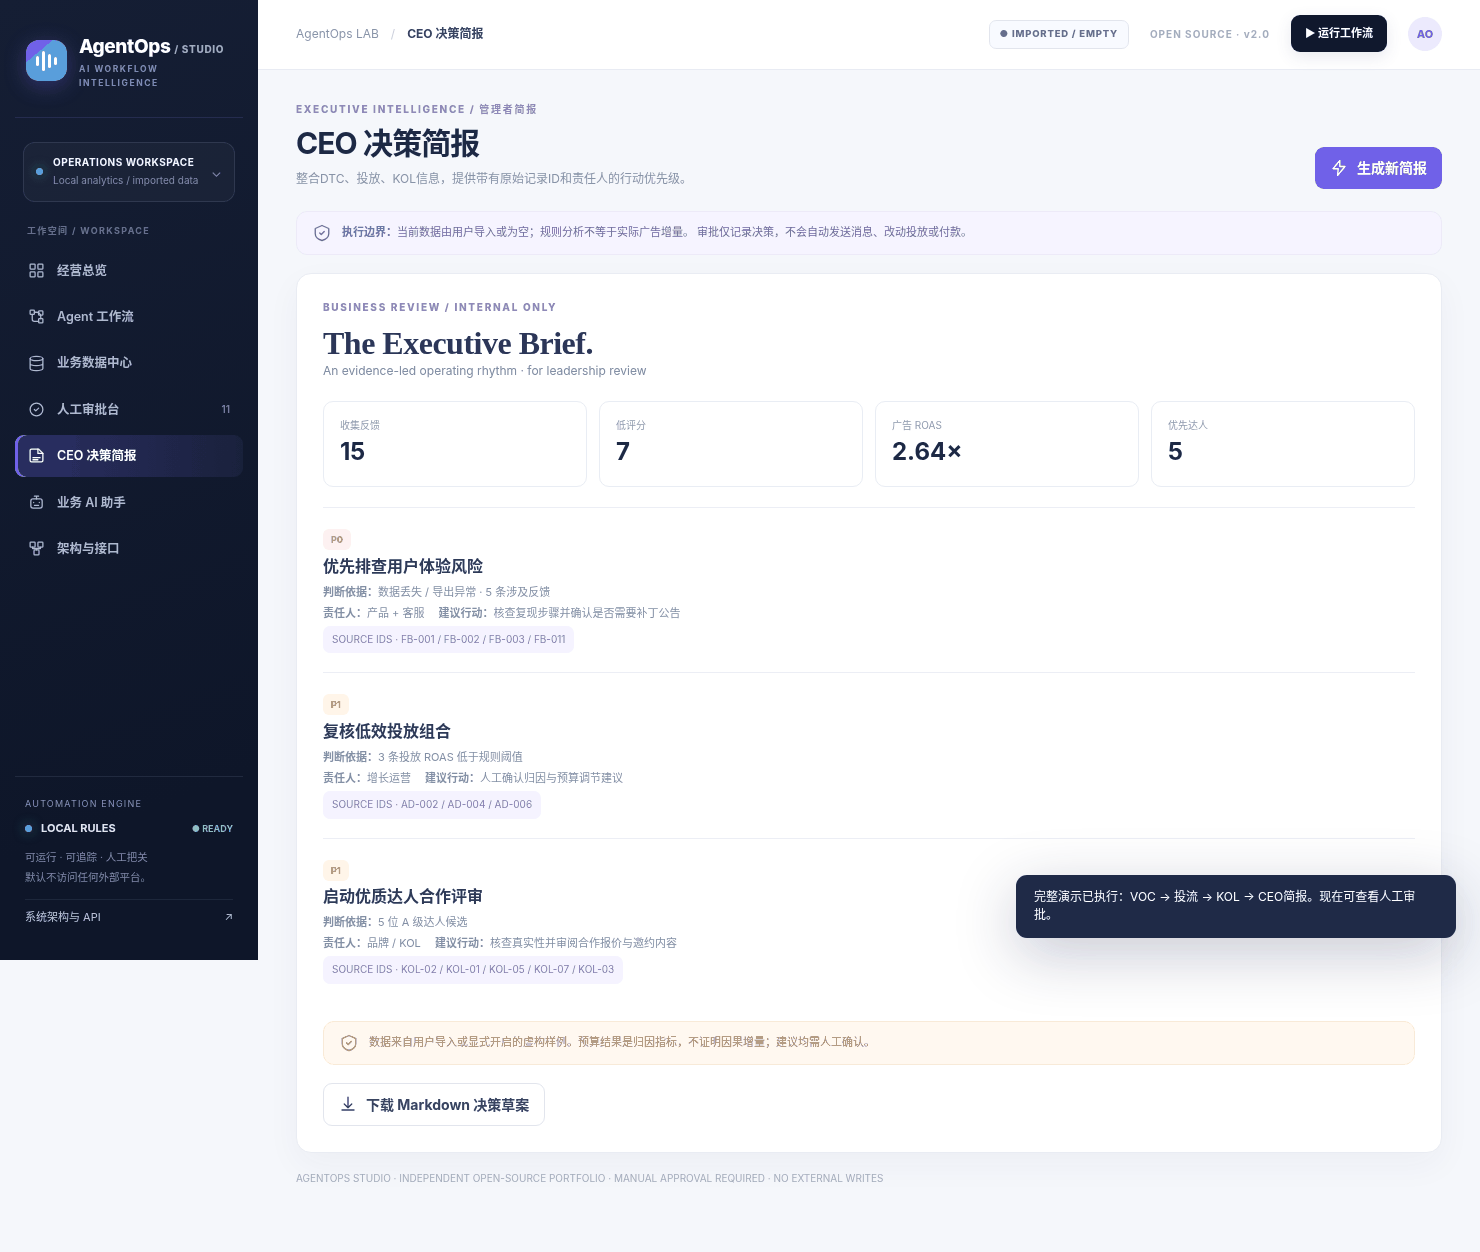 AgentOps / STUDIO
AI WORKFLOW
INTELLIGENCE
OPERATIONS WORKSPACE
Local analytics / imported data
工作空间 / WORKSPACE
经营总览
Agent 工作流
业务数据中心
人工审批台 11
CEO 决策简报
业务 AI 助手
架构与接口
AUTOMATION ENGINE
LOCAL RULES READY
可运行 · 可追踪 · 人工把关
默认不访问任何外部平台。
系统架构与 API
AgentOps LAB / CEO 决策简报
IMPORTED / EMPTY
OPEN SOURCE · v2.0
运行工作流
AO
EXECUTIVE INTELLIGENCE / 管理者简报
CEO 决策简报
整合DTC、投放、KOL信息，提供带有原始记录ID和责任人的行动优先级。
生成新简报
执行边界：当前数据由用户导入或为空；规则分析不等于实际广告增量。 审批仅记录决策，不会自动发送消息、改动投放或付款。
BUSINESS REVIEW / INTERNAL ONLY
The Executive Brief.
An evidence-led operating rhythm · for leadership review
收集反馈
15
低评分
7
广告 ROAS
2.64×
优先达人
5
P0
优先排查用户体验风险
判断依据：数据丢失 / 导出异常 · 5 条涉及反馈
责任人：产品 + 客服 建议行动：核查复现步骤并确认是否需要补丁公告
SOURCE IDS · FB-001 / FB-002 / FB-003 / FB-011
P1
复核低效投放组合
判断依据：3 条投放 ROAS 低于规则阈值
责任人：增长运营 建议行动：人工确认归因与预算调节建议
SOURCE IDS · AD-002 / AD-004 / AD-006
P1
启动优质达人合作评审
判断依据：5 位 A 级达人候选
责任人：品牌 / KOL 建议行动：核查真实性并审阅合作报价与邀约内容
SOURCE IDS · KOL-02 / KOL-01 / KOL-05 / KOL-07 / KOL-03
完整演示已执行：VOC → 投流 → KOL → CEO简报。现在可查看人工审
批。
数据来自用户导入或显式开启的虚构样例。预算结果是归因指标，不证明因果增量；建议均需人工确认。
下载 Markdown 决策草案
AGENTOPS STUDIO · INDEPENDENT OPEN-SOURCE PORTFOLIO · MANUAL APPROVAL REQUIRED · NO EXTERNAL WRITES